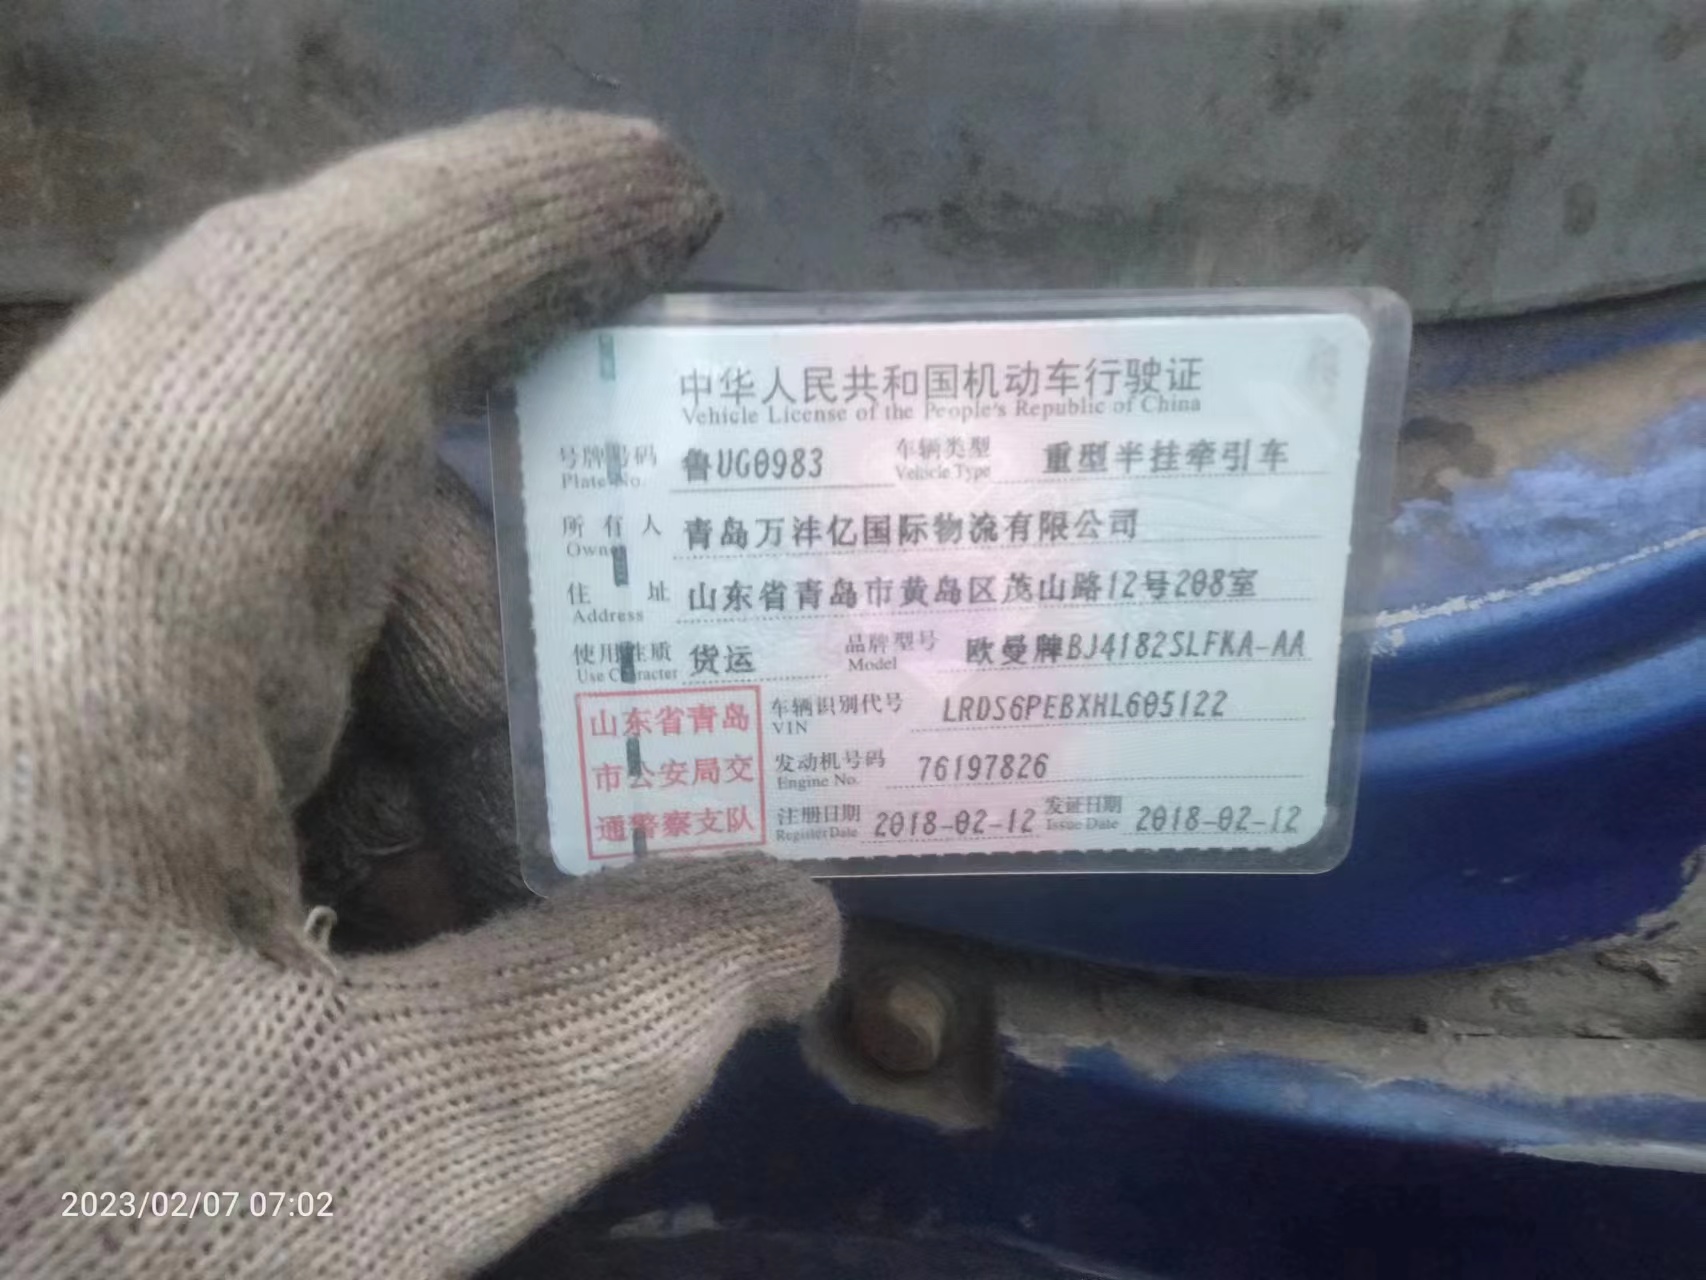 中华人民共和国机动车行驶证
Vehicle License of the People's Republic of China
号牌号码 鲁UG0983 车辆类型 重型半挂牵引车
Plate No. Vehicle Type
所有人 青岛万沣亿国际物流有限公司
Owner
住址 山东省青岛市黄岛区茂山路12号208室
Address
使用性质 货运 品牌型号 欧曼牌BJ4182SLFKA-AA
Use Character Model
山东省青岛 车辆识别代号 LRDS6PEBXHL605122
VIN
市公安局交 发动机号码 76197826
Engine No.
通警察支队 注册日期 2018-02-12 发证日期 2018-02-12
Register Date Issue Date
2023/02/07 07:02